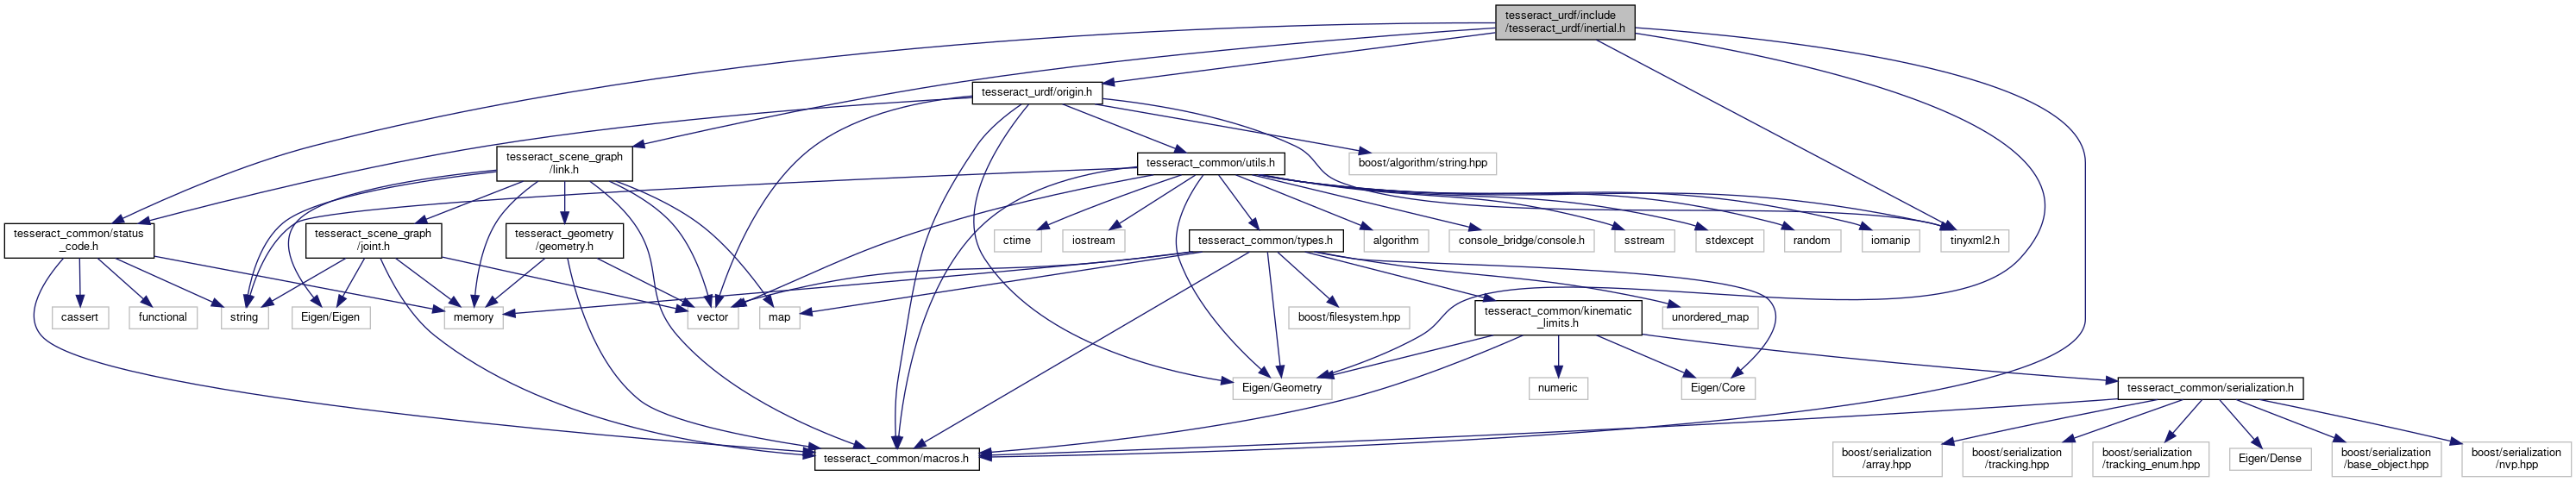 tesseract_urdf/include
/tesseract_urdf/inertial.h
tesseract_urdf/origin.h
tesseract_scene_graph
/link.h
tesseract_common/utils.h
boost/algorithm/string.hpp
tesseract_common/status
_code.h
tesseract_scene_graph
/joint.h
tesseract_geometry
/geometry.h
ctime
iostream
tesseract_common/types.h
algorithm
console_bridge/console.h
sstream
stdexcept
random
iomanip
tinyxml2.h
cassert
functional
string
Eigen/Eigen
memory
vector
map
boost/filesystem.hpp
tesseract_common/kinematic
_limits.h
unordered_map
Eigen/Geometry
numeric
Eigen/Core
tesseract_common/serialization.h
tesseract_common/macros.h
boost/serialization
/array.hpp
boost/serialization
/tracking.hpp
boost/serialization
/tracking_enum.hpp
Eigen/Dense
boost/serialization
/base_object.hpp
boost/serialization
/nvp.hpp